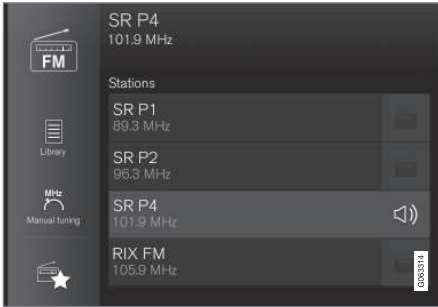 SR P4
101.9 MHz
FM
Stations
SR P1
89.3 MHz
Library
SR P2
96.3 MHz
MHz
Manual tuning
SR P4
101.9 MHz
RIX FM
105.9 MHz
G063314